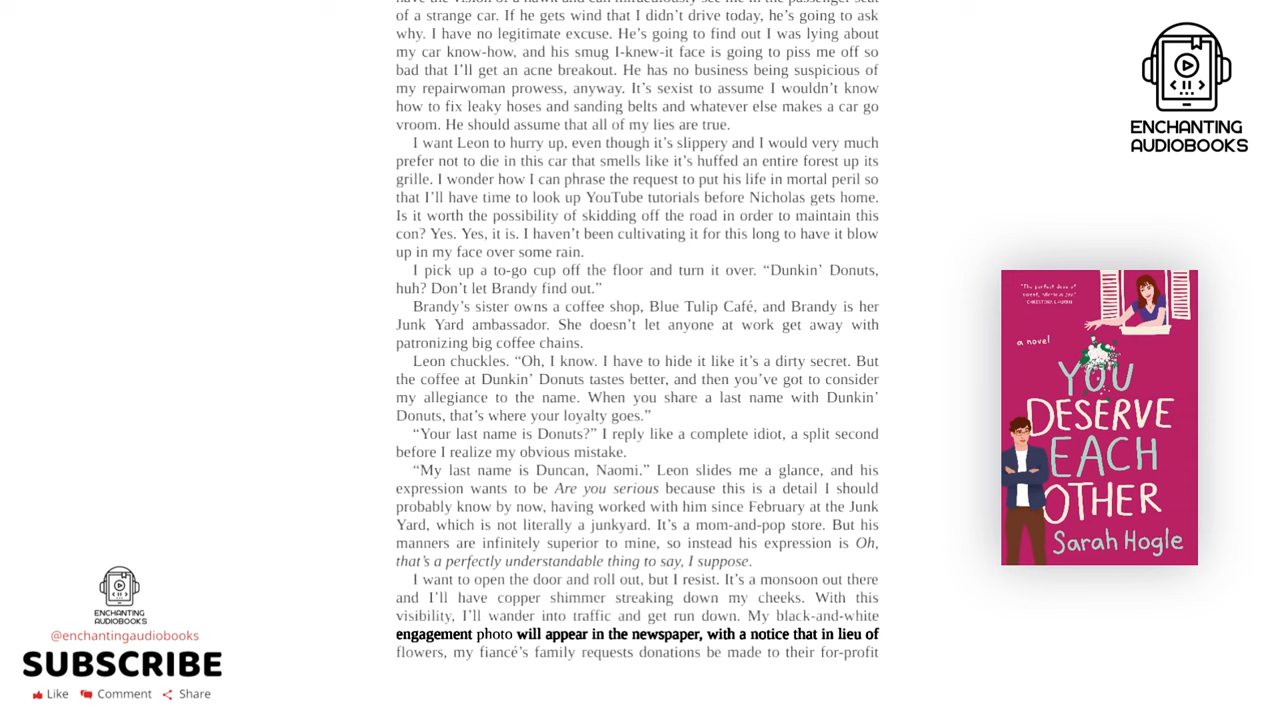 of a strange car. If he gets wind that I didn't drive today, he's going to ask
why. I have no legitimate excuse. He's going to find out I was lying about
my car know-how, and his smug I-knew-it face is going to piss me off so
bad that I'll get an acne breakout. He has no business being suspicious of
my repairwoman prowess, anyway. It's sexist to assume I wouldn't know
how to fix leaky hoses and sanding belts and whatever else makes a car go
vroom. He should assume that all of my lies are true.
I want Leon to hurry up, even though it's slippery and I would very much
prefer not to die in this car that smells like it's huffed an entire forest up its
grille. I wonder how I can phrase the request to put his life in mortal peril so
that I'll have time to look up YouTube tutorials before Nicholas gets home.
Is it worth the possibility of skidding off the road in order to maintain this
con? Yes. Yes, it is. I haven't been cultivating it for this long to have it blow
up in my face over some rain.
I pick up a to-go cup off the floor and turn it over. “Dunkin' Donuts,
huh? Don't let Brandy find out.”
Brandy's sister owns a coffee shop, Blue Tulip Café, and Brandy is her
Junk Yard ambassador. She doesn't let anyone at work get away with
patronizing big coffee chains.
Leon chuckles. “Oh, I know. I have to hide it like it's a dirty secret. But
the coffee at Dunkin' Donuts tastes better, and then you've got to consider
my allegiance to the name. When you share a last name with Dunkin'
Donuts, that's where your loyalty goes.”
“Your last name is Donuts?” I reply like a complete idiot, a split second
before I realize my obvious mistake.
“My last name is Duncan, Naomi.” Leon slides me a glance, and his
expression wants to be Are you serious because this is a detail I should
probably know by now, having worked with him since February at the Junk
Yard, which is not literally a junkyard. It's a mom-and-pop store. But his
manners are infinitely superior to mine, so instead his expression is Oh,
that's a perfectly understandable thing to say, I suppose.
I want to open the door and roll out, but I resist. It's a monsoon out there
and I'll have copper shimmer streaking down my cheeks. With this
visibility, I'll wander into traffic and get run down. My black-and-white
engagement photo will appear in the newspaper, with a notice that in lieu of
flowers, my fiancé's family requests donations be made to their for-profit
ENCHANTING
AUDIOBOOKS
a novel
YOU
DESERVE
EACH
OTHER
Sarah Hogle
ENCHANTING
AUDIOBOOKS
@enchantingaudiobooks
SUBSCRIBE
Like Comment Share